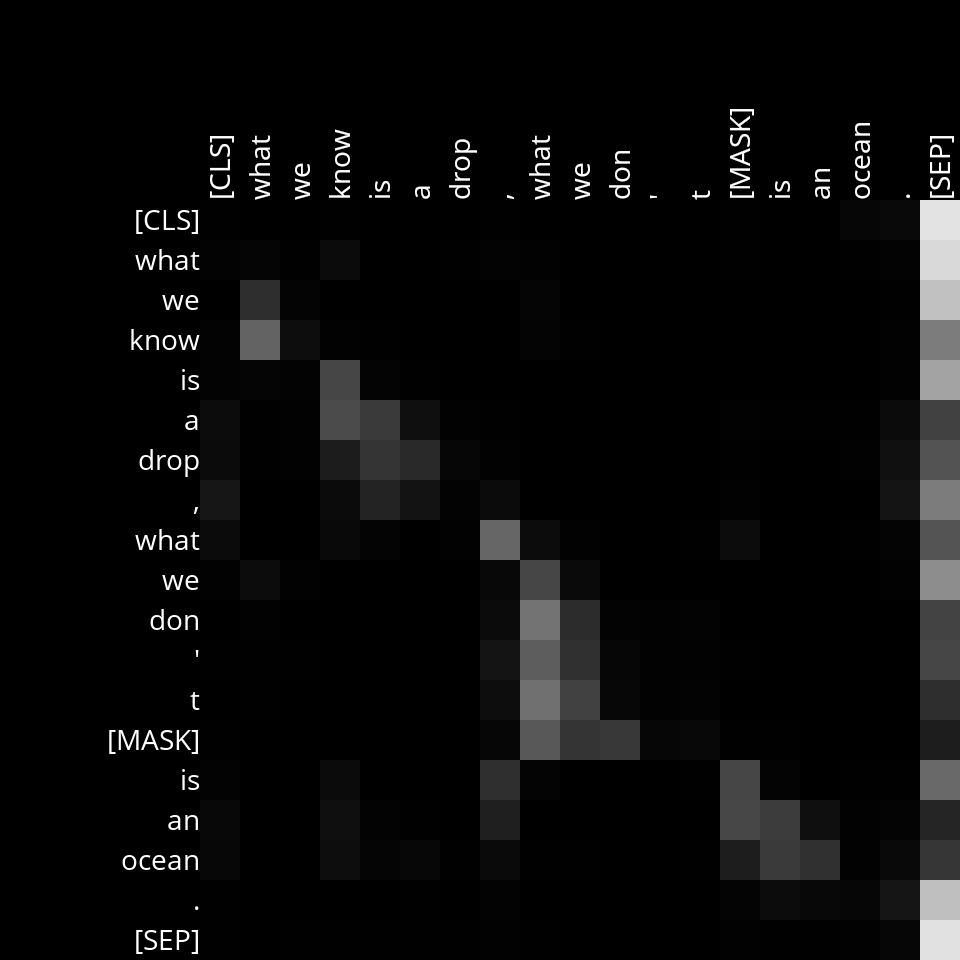 [CLS] what we know is a drop , what we don ' t [MASK] is an ocean . [SEP]
[CLS]
what
we
know
is
a
drop
,
what
we
don
'
t
[MASK]
is
an
ocean
.
[SEP]